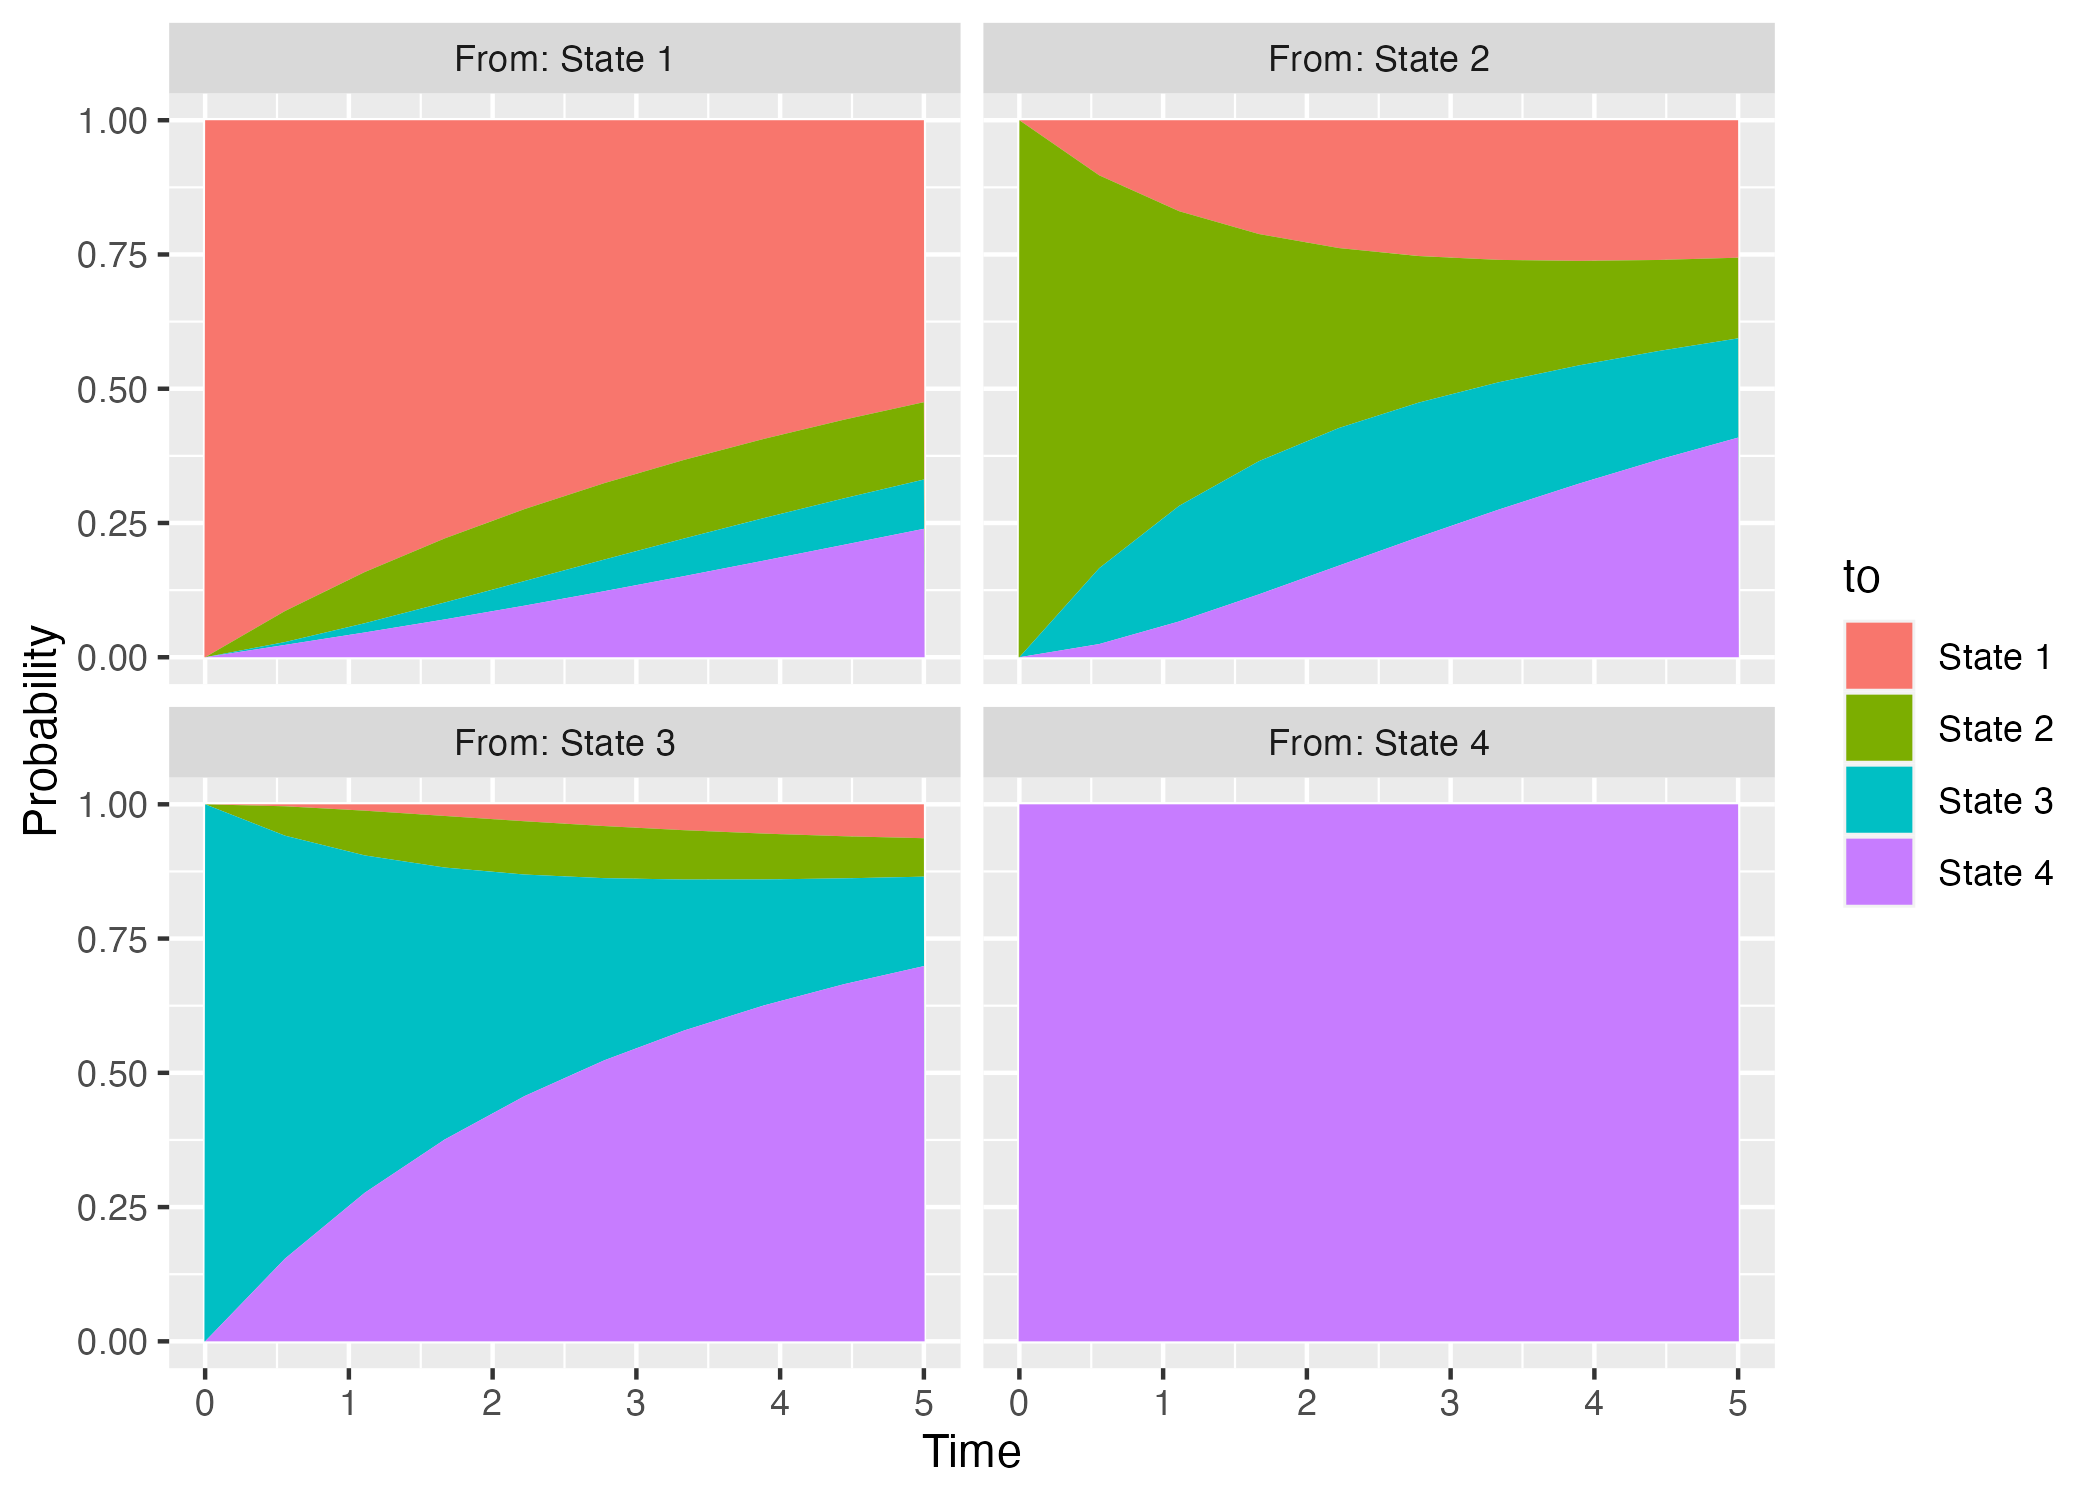 From: State 1
From: State 2
1.00
0.75
0.50
0.25
0.00
From: State 3
From: State 4
1.00
0.75
0.50
0.25
0.00
0 1 2 3 4 5
0 1 2 3 4 5
Time
Probability
to
State 1
State 2
State 3
State 4